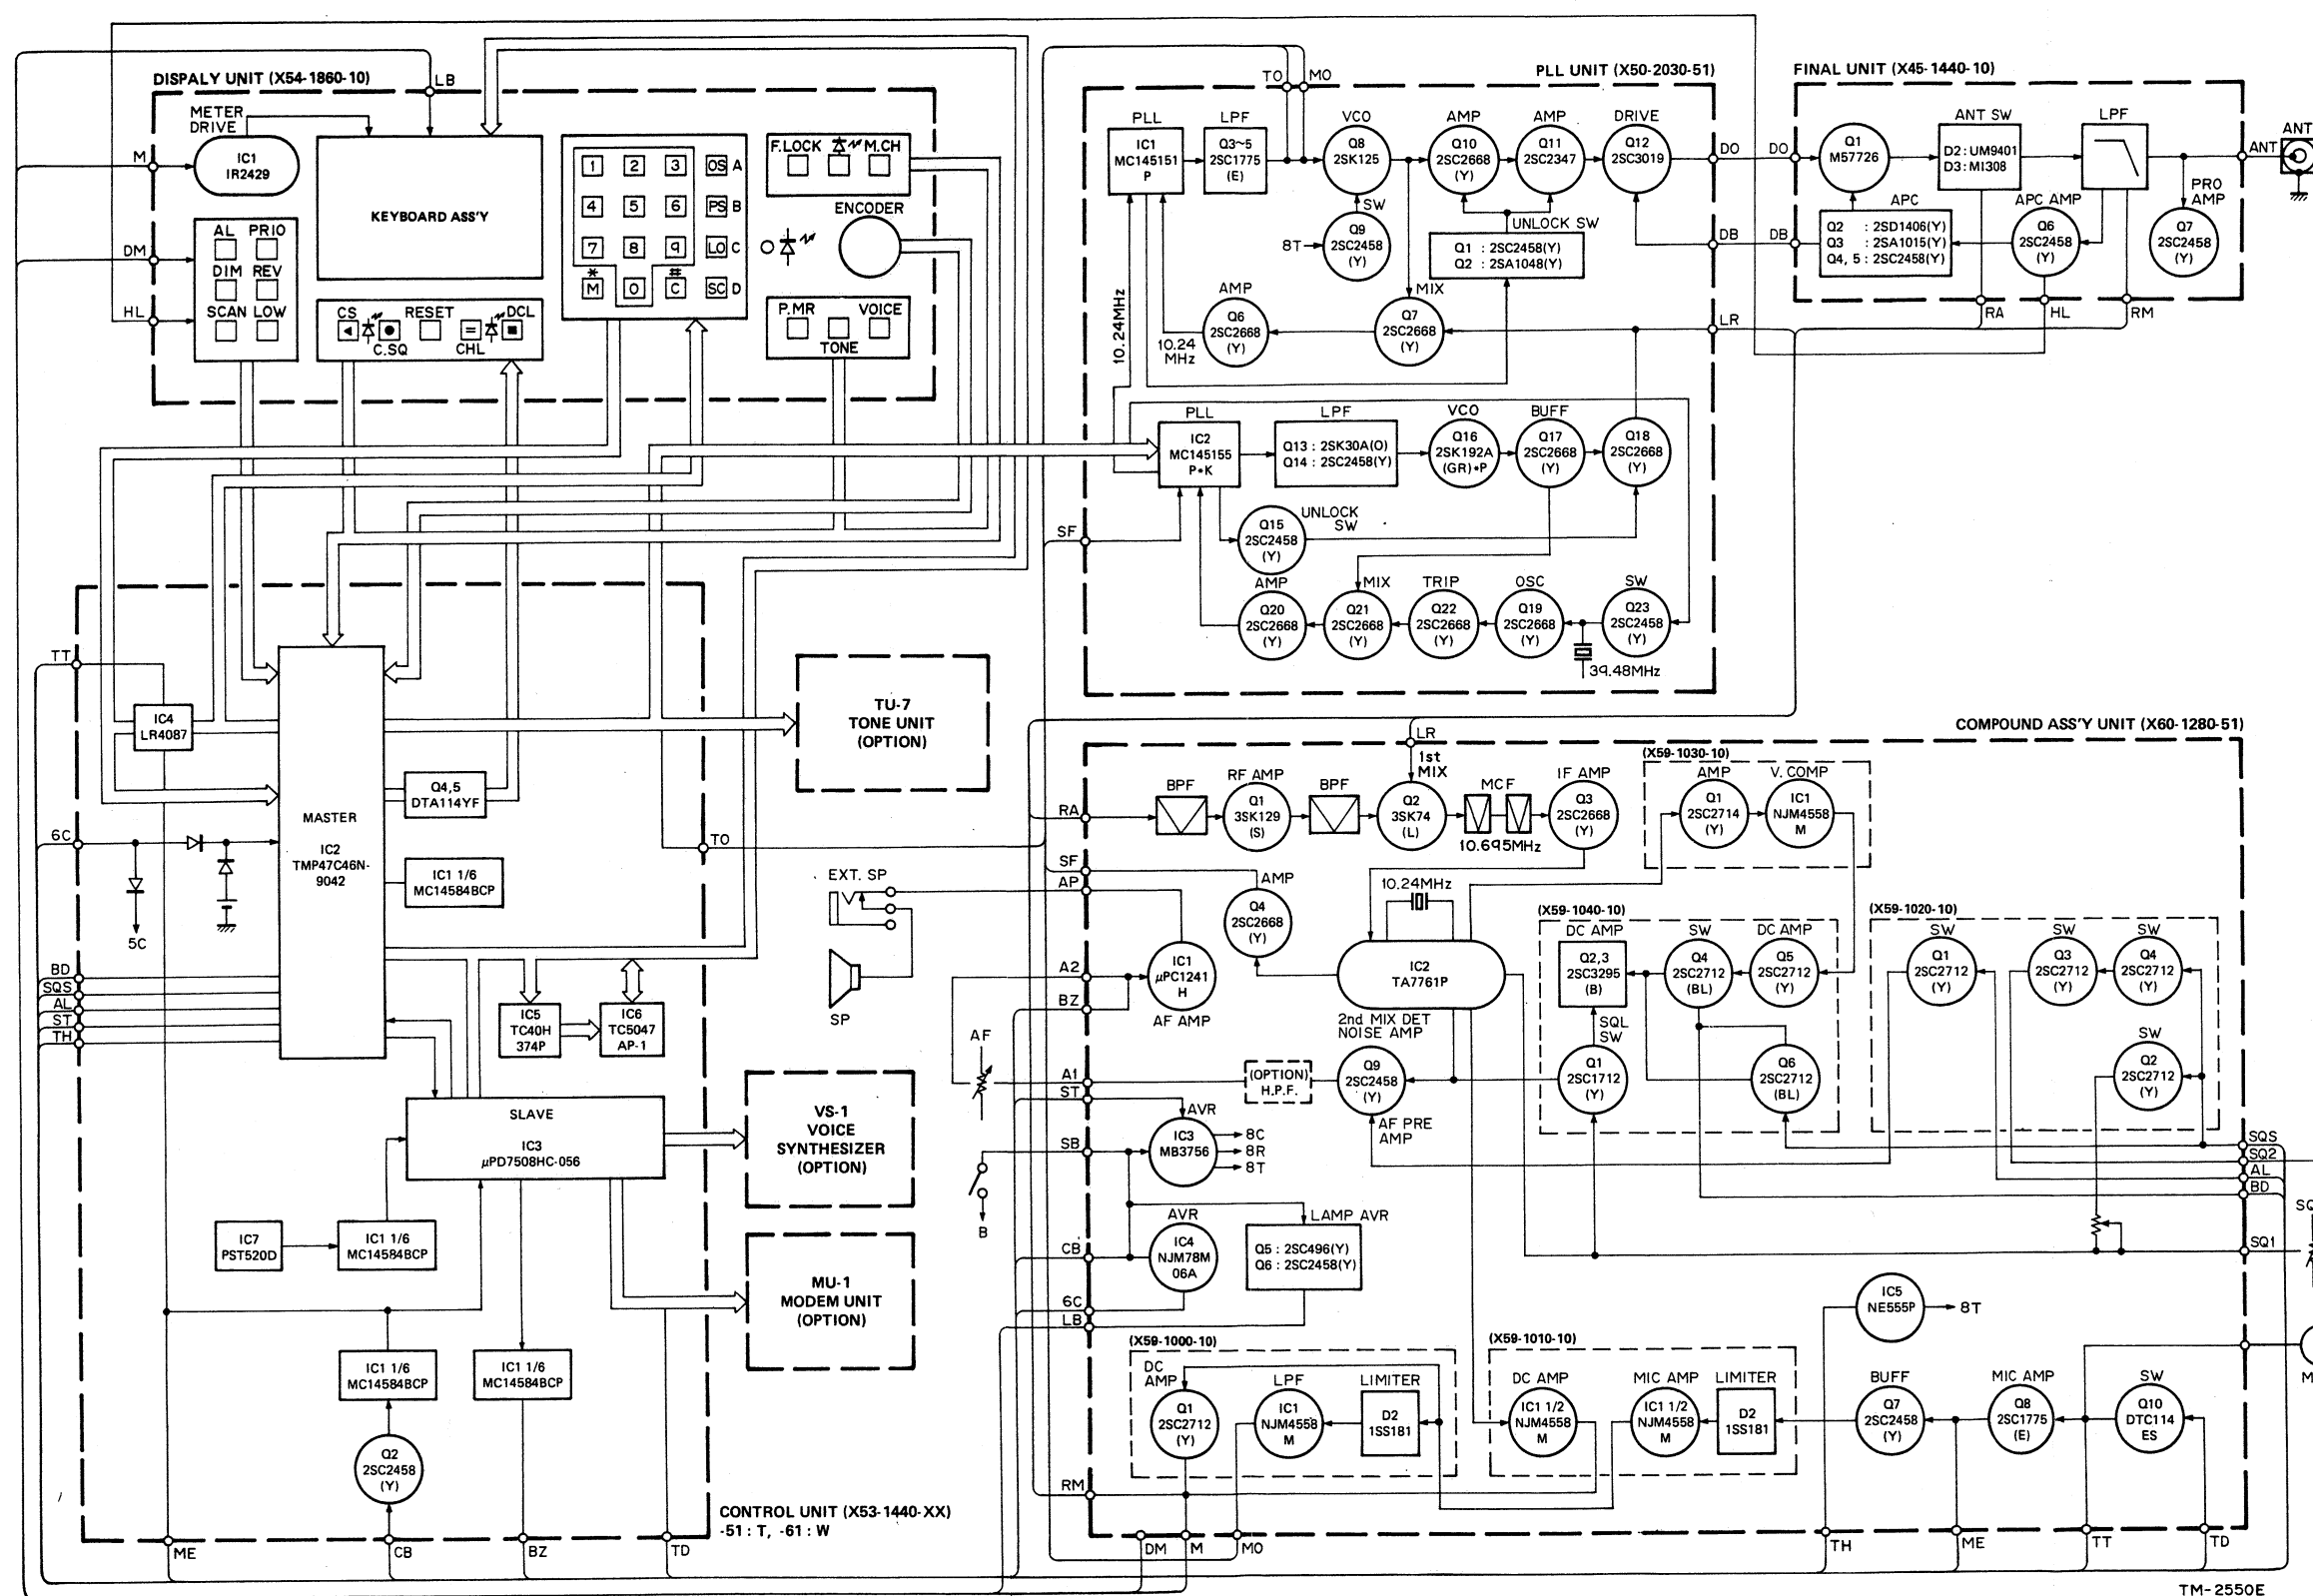 DISPALY UNIT (X54-1860-10)
LB
METER
DRIVE
IC1
IR2429
M
DM
HL
KEYBOARD ASS'Y
AL PRIO
DIM REV
SCAN LOW
CS
RESET
DCL
C.SQ
CHL
1 2 3 OS A
4 5 6 PS B
7 8 9 LO C
* #
M 0 C SC D
F.LOCK M.CH
ENCODER
P.MR VOICE
TONE
TO MO
PLL UNIT (X50-2030-51)
PLL
IC1
MC145151
P
LPF
Q3~5
2SC1775
(E)
VCO
Q8
2SK125
AMP
Q10
2SC2668
(Y)
AMP
Q11
2SC2347
DRIVE
Q12
2SC3019
DO
SW
Q9
2SC2458
(Y)
8T
UNLOCK SW
Q1 : 2SC2458(Y)
Q2 : 2SA1048(Y)
DB
10.24MHz
AMP
Q6
2SC2668
(Y)
10.24
MHz
MIX
Q7
2SC2668
(Y)
LR
PLL
IC2
MC145155
P•K
LPF
Q13 : 2SK30A(O)
Q14 : 2SC2458(Y)
VCO
Q16
2SK192A
(GR)•P
BUFF
Q17
2SC2668
(Y)
Q18
2SC2668
(Y)
SF
Q15
2SC2458
(Y)
UNLOCK
SW
AMP
Q20
2SC2668
(Y)
MIX
Q21
2SC2668
(Y)
TRIP
Q22
2SC2668
(Y)
OSC
Q19
2SC2668
(Y)
SW
Q23
2SC2458
(Y)
39.48MHz
FINAL UNIT (X45-1440-10)
DO
Q1
M57726
ANT SW
D2 : UM9401
D3 : MI308
LPF
ANT
ANT
DB
APC
Q2 : 2SD1406(Y)
Q3 : 2SA1015(Y)
Q4, 5 : 2SC2458(Y)
APC AMP
Q6
2SC2458
(Y)
PRO
AMP
Q7
2SC2458
(Y)
RA HL RM
TT
IC4
LR4087
MASTER
IC2
TMP47C46N-
9042
Q4,5
DTA114YF
IC1 1/6
MC14584BCP
6C
5C
BD
SQS
AL
ST
TH
TO
IC5
TC40H
374P
IC6
TC5047
AP-1
SLAVE
IC3
μPD7508HC-056
IC7
PST520D
IC1 1/6
MC14584BCP
IC1 1/6
MC14584BCP
IC1 1/6
MC14584BCP
Q2
2SC2458
(Y)
CONTROL UNIT (X53-1440-XX)
-51 : T, -61 : W
ME CB BZ TD
TU-7
TONE UNIT
(OPTION)
EXT. SP
SP
VS-1
VOICE
SYNTHESIZER
(OPTION)
MU-1
MODEM UNIT
(OPTION)
AF
B
COMPOUND ASS'Y UNIT (X60-1280-51)
LR
1st
MIX
RA
BPF
RF AMP
Q1
3SK129
(S)
BPF
Q2
3SK74
(L)
MCF
10.695MHz
IF AMP
Q3
2SC2668
(Y)
(X59-1030-10)
AMP
Q1
2SC2714
(Y)
V. COMP
IC1
NJM4558
M
SF
AP
AMP
Q4
2SC2668
(Y)
10.24MHz
IC2
TA7761P
2nd MIX DET
NOISE AMP
A2
BZ
IC1
μPC1241
H
AF AMP
(X59-1040-10)
DC AMP
Q2,3
2SC3295
(B)
SW
Q4
2SC2712
(BL)
DC AMP
Q5
2SC2712
(Y)
SQL
SW
Q1
2SC1712
(Y)
Q6
2SC2712
(BL)
(X59-1020-10)
SW
Q1
2SC2712
(Y)
SW
Q3
2SC2712
(Y)
SW
Q4
2SC2712
(Y)
SW
Q2
2SC2712
(Y)
A1
ST
(OPTION)
H.P.F.
Q9
2SC2458
(Y)
AF PRE
AMP
SB
AVR
IC3
MB3756
8C
8R
8T
SQS
SQ2
AL
BD
SQ1
CB
AVR
IC4
NJM78M
06A
LAMP AVR
Q5 : 2SC496(Y)
Q6 : 2SC2458(Y)
6C
LB
IC5
NE555P
8T
(X59-1000-10)
DC
AMP
Q1
2SC2712
(Y)
LPF
IC1
NJM4558
M
LIMITER
D2
1SS181
(X59-1010-10)
DC AMP
IC1 1/2
NJM4558
M
MIC AMP
IC1 1/2
NJM4558
M
LIMITER
D2
1SS181
BUFF
Q7
2SC2458
(Y)
MIC AMP
Q8
2SC1775
(E)
SW
Q10
DTC114
ES
RM
DM M MO TH ME TT TD
TM-2550E